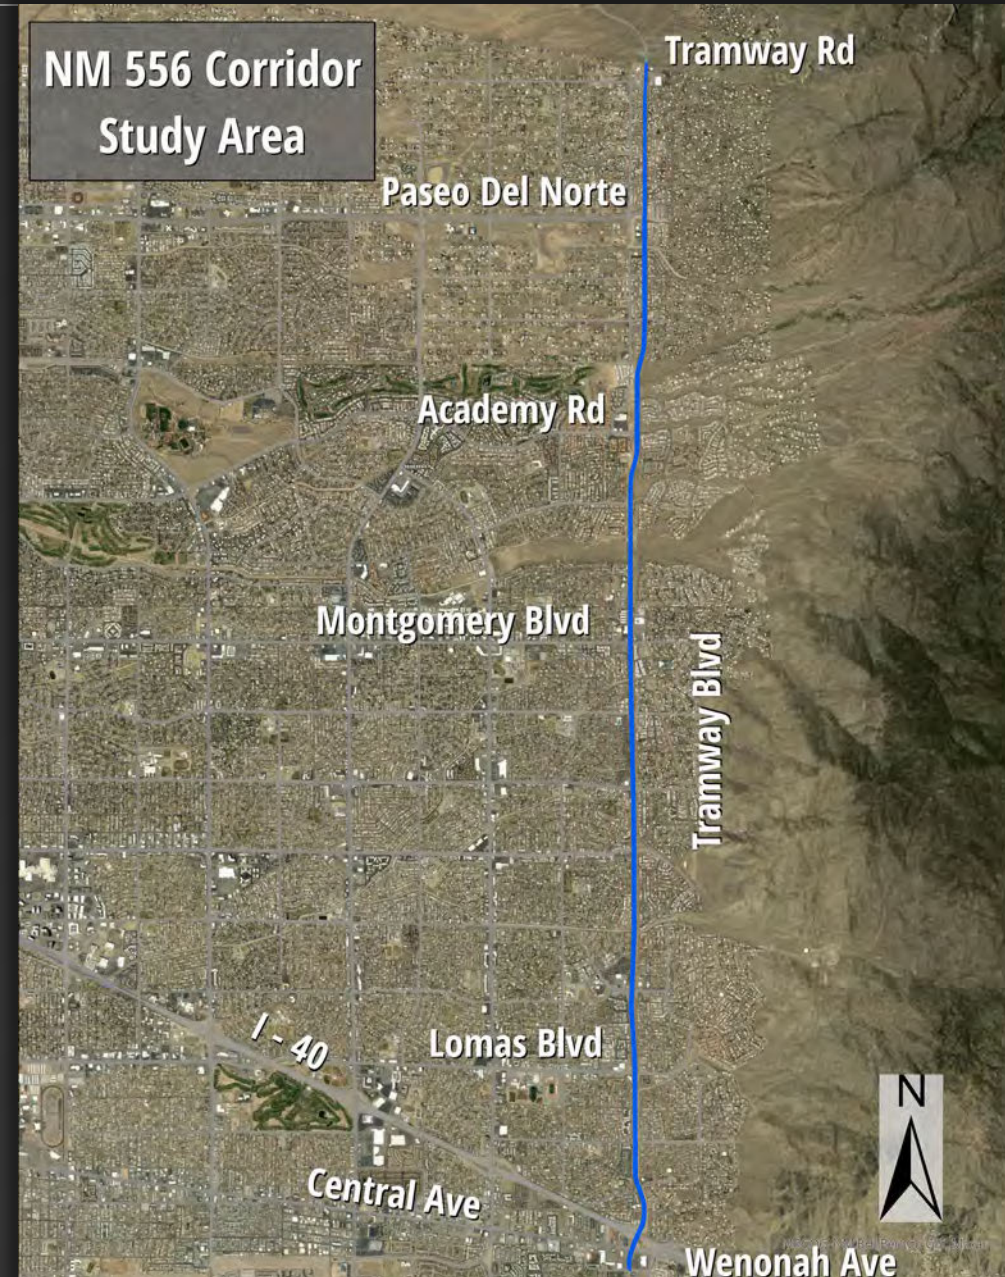 NM 556 Corridor
Study Area
Tramway Rd
Paseo Del Norte
Academy Rd
Montgomery Blvd
Tramway Blvd
I - 40
Lomas Blvd
N
Central Ave
Wenonah Ave